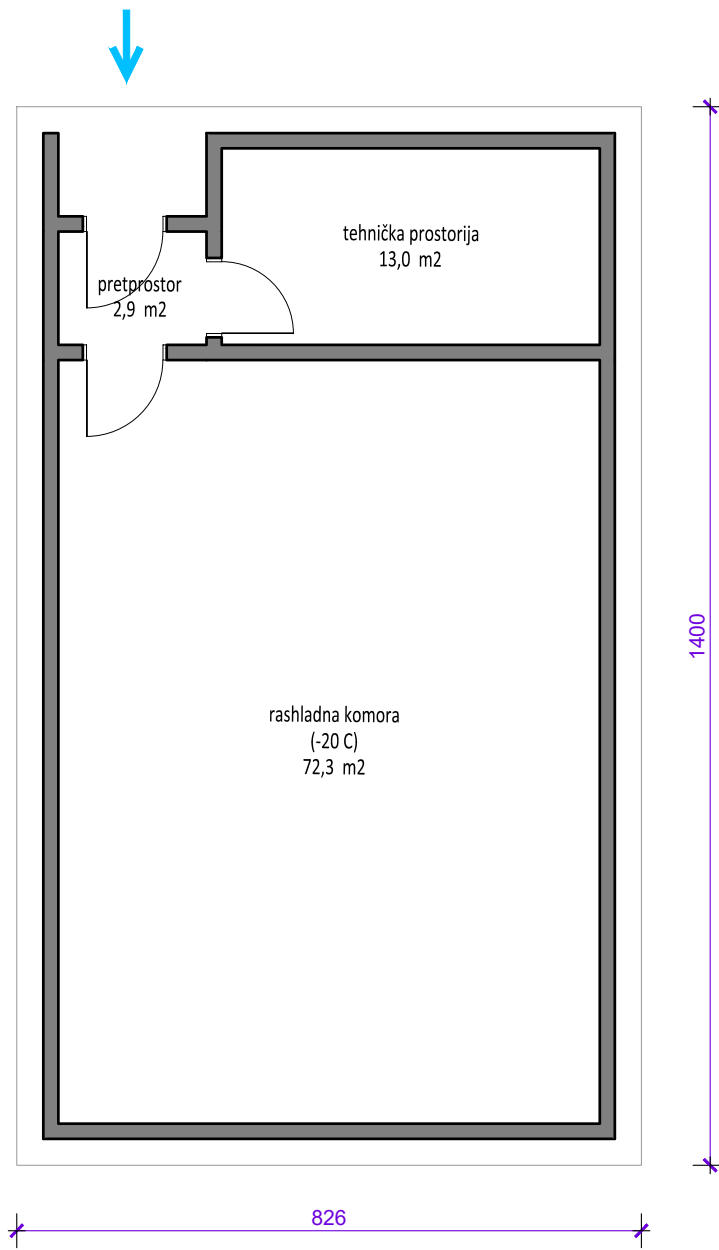 tehnička prostorija
13,0 m2
pretprostor
2,9 m2
1400
rashladna komora
(-20 C)
72,3 m2
826